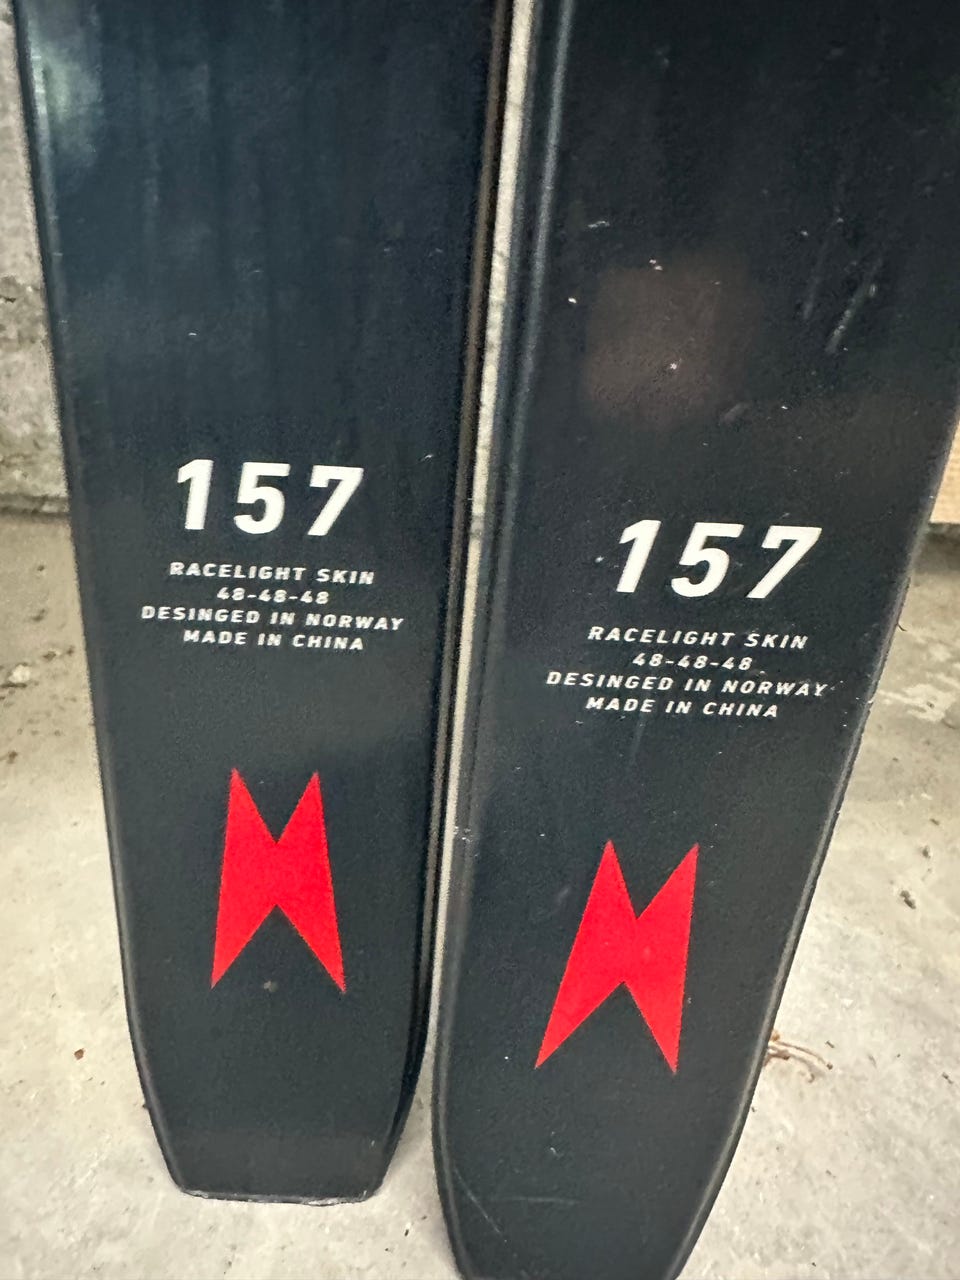 157
RACELIGHT SKIN
48-48-48
DESINGED IN NORWAY
MADE IN CHINA
157
RACELIGHT SKIN
48-48-48
DESINGED IN NORWAY
MADE IN CHINA